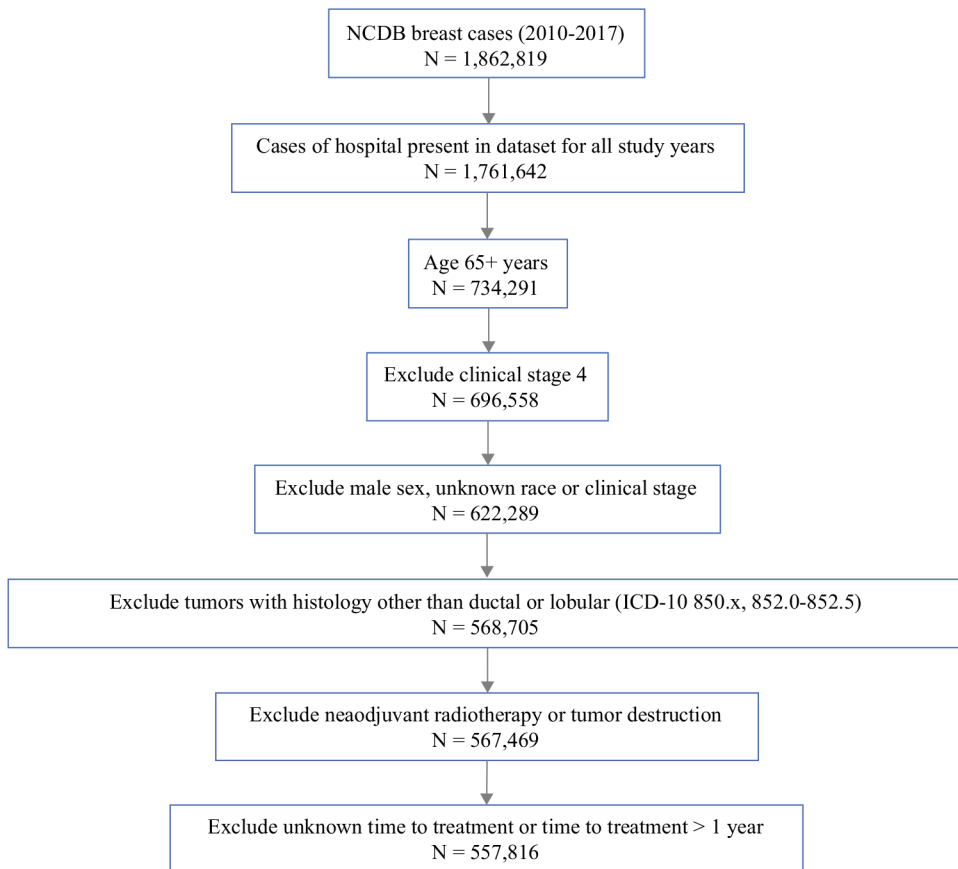 NCDB breast cases (2010-2017)
N = 1,862,819
Cases of hospital present in dataset for all study years
N = 1,761,642
Age 65+ years
N = 734,291
Exclude clinical stage 4
N = 696,558
Exclude male sex, unknown race or clinical stage
N = 622,289
Exclude tumors with histology other than ductal or lobular (ICD-10 850.x, 852.0-852.5)
N = 568,705
Exclude neaodjuvant radiotherapy or tumor destruction
N = 567,469
Exclude unknown time to treatment or time to treatment > 1 year
N = 557,816